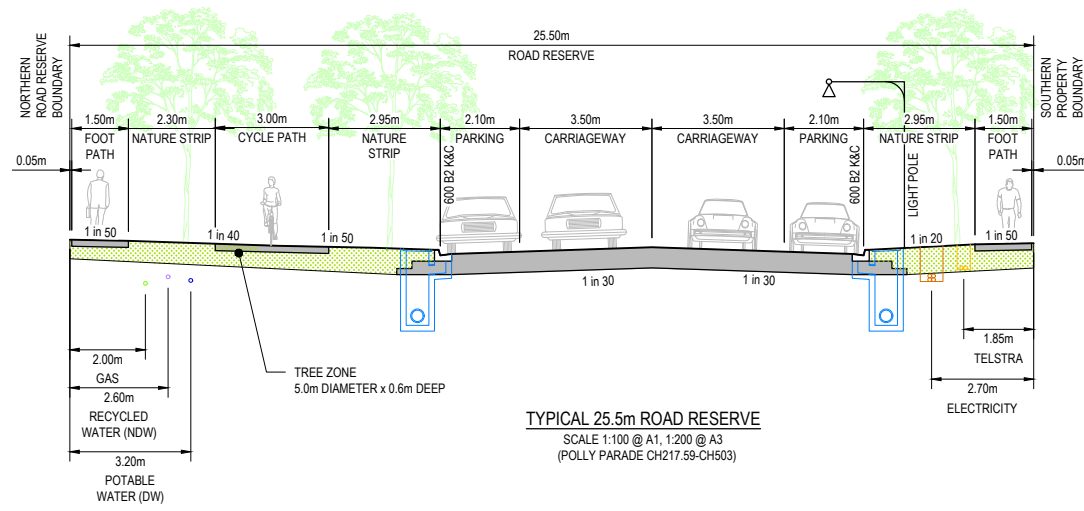 25.50m
ROAD RESERVE
NORTHERN
ROAD RESERVE
BOUNDARY
SOUTHERN
PROPERTY
BOUNDARY
1.50m
2.30m
3.00m
2.95m
2.10m
3.50m
3.50m
2.10m
2.95m
1.50m
FOOT
PATH
NATURE STRIP
CYCLE PATH
NATURE
STRIP
PARKING
CARRIAGEWAY
CARRIAGEWAY
PARKING
NATURE STRIP
FOOT
PATH
0.05m
0.05m
600 B2 K&C
600 B2 K&C
LIGHT POLE
1 in 50
1 in 40
1 in 50
1 in 20
1 in 50
1 in 30
1 in 30
2.00m
GAS
2.60m
RECYCLED
WATER (NDW)
3.20m
POTABLE
WATER (DW)
TREE ZONE
5.0m DIAMETER x 0.6m DEEP
1.85m
TELSTRA
2.70m
ELECTRICITY
TYPICAL 25.5m ROAD RESERVE
SCALE 1:100 @ A1, 1:200 @ A3
(POLLY PARADE CH217.59-CH503)